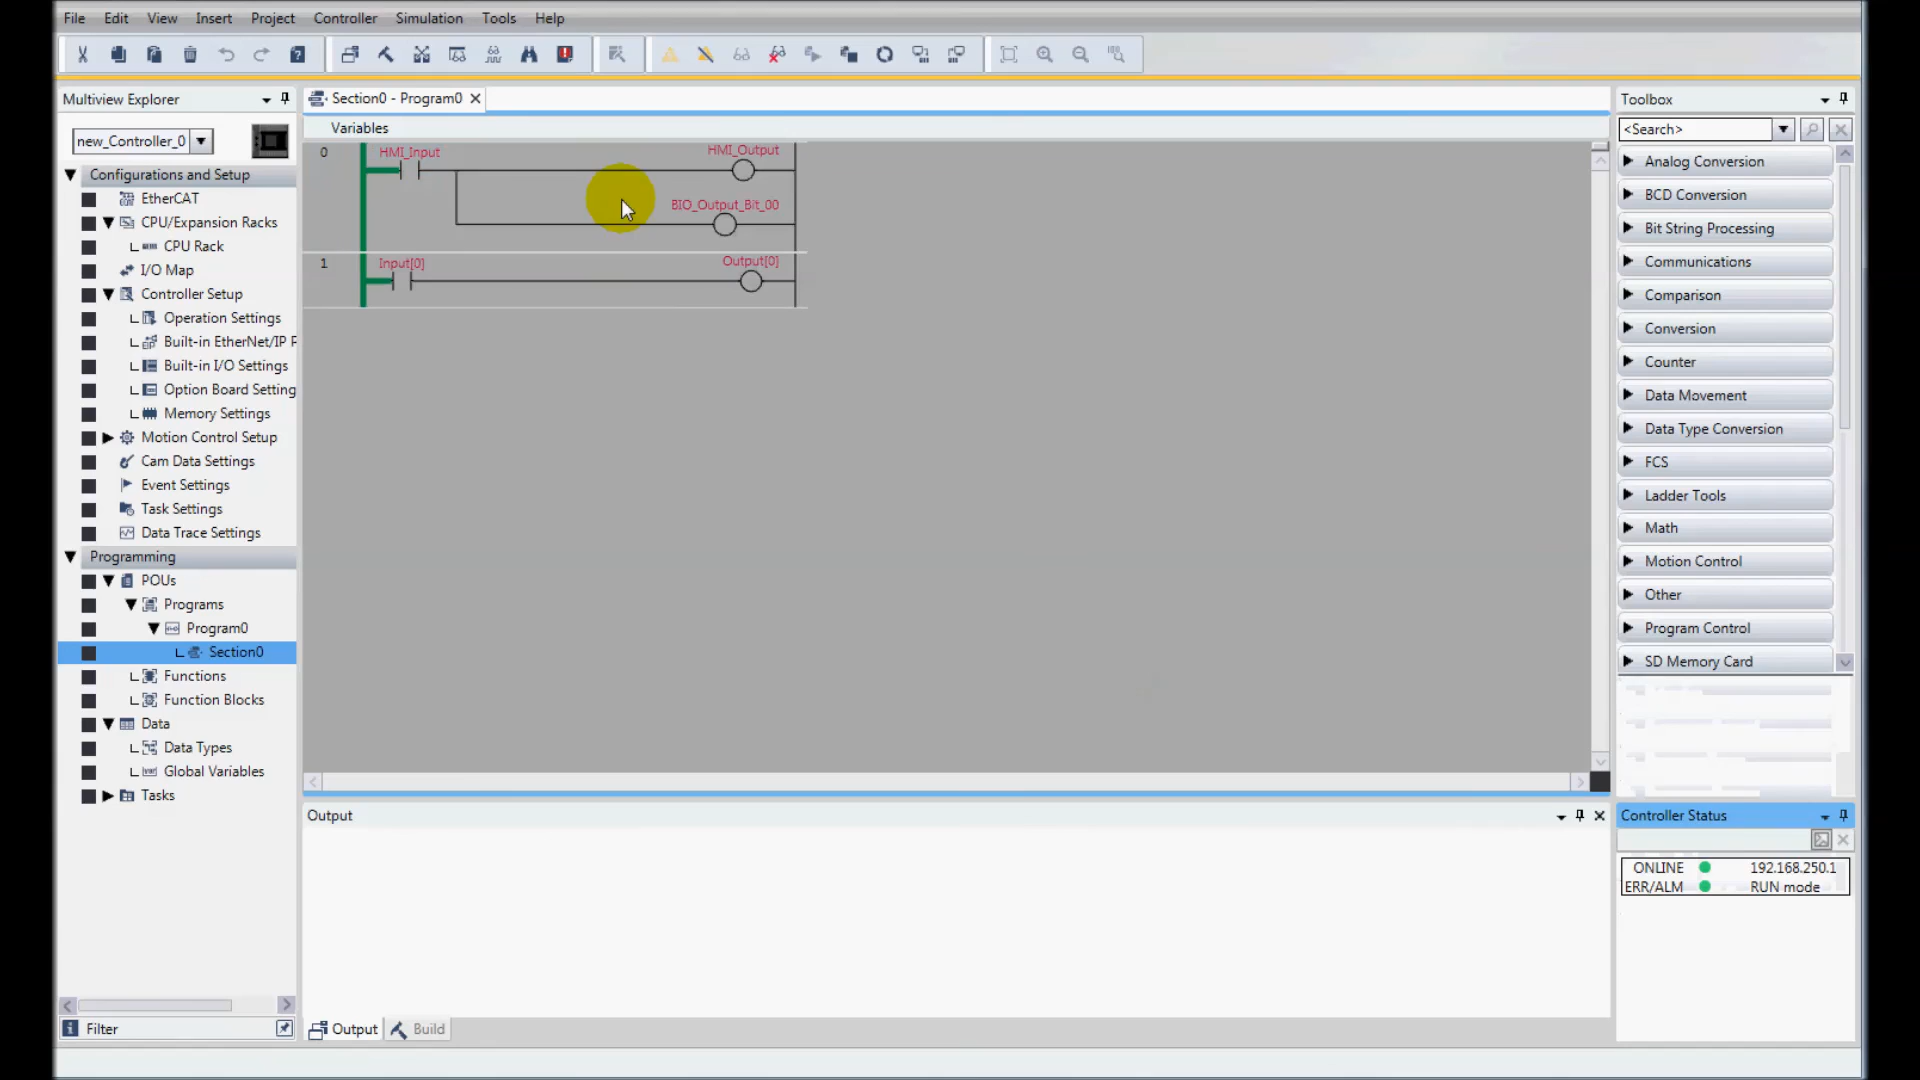 File Edit View Insert Project Controller Simulation Tools Help
Multiview Explorer
new_Controller_0
Configurations and Setup
EtherCAT
CPU/Expansion Racks
CPU Rack
I/O Map
Controller Setup
Operation Settings
Built-in EtherNet/IP P
Built-in I/O Settings
Option Board Setting
Memory Settings
Motion Control Setup
Cam Data Settings
Event Settings
Task Settings
Data Trace Settings
Programming
POUs
Programs
Program0
Section0
Functions
Function Blocks
Data
Data Types
Global Variables
Tasks
Filter
Section0 - Program0
Variables
0
HMI_Input
HMI_Output
BIO_Output_Bit_00
1
Input[0]
Output[0]
Output
Output
Build
Toolbox
<Search>
Analog Conversion
BCD Conversion
Bit String Processing
Communications
Comparison
Conversion
Counter
Data Movement
Data Type Conversion
FCS
Ladder Tools
Math
Motion Control
Other
Program Control
SD Memory Card
Controller Status
ONLINE 192.168.250.1
ERR/ALM RUN mode